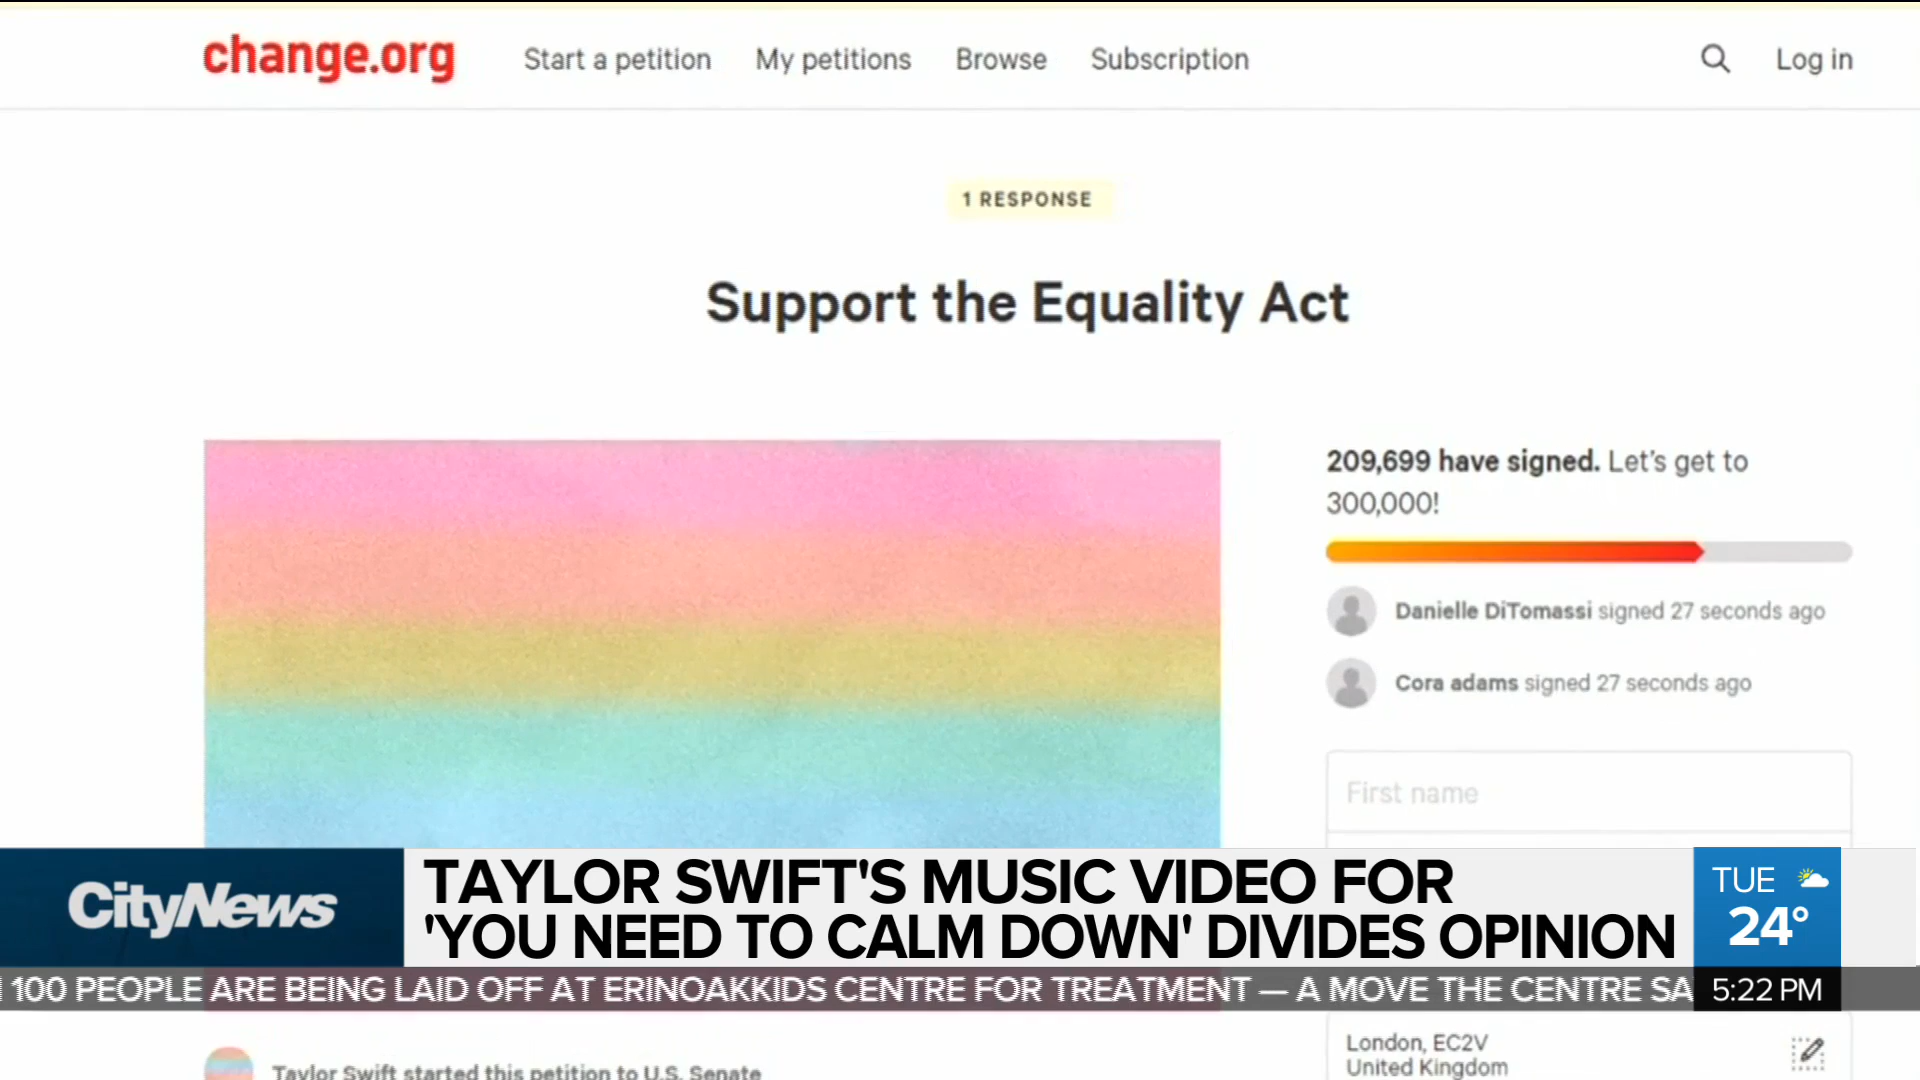 change.org Start a petition My petitions Browse Subscription Log in
1 RESPONSE
Support the Equality Act
209,699 have signed. Let's get to
300,000!
Danielle DiTomassi signed 27 seconds ago
Cora adams signed 27 seconds ago
First name
CityNews
TAYLOR SWIFT'S MUSIC VIDEO FOR
'YOU NEED TO CALM DOWN' DIVIDES OPINION
TUE
24°
100 PEOPLE ARE BEING LAID OFF AT ERINOAKKIDS CENTRE FOR TREATMENT — A MOVE THE CENTRE SA
5:22 PM
London, EC2V
United Kingdom
Taylor Swift started this petition to U.S. Senate